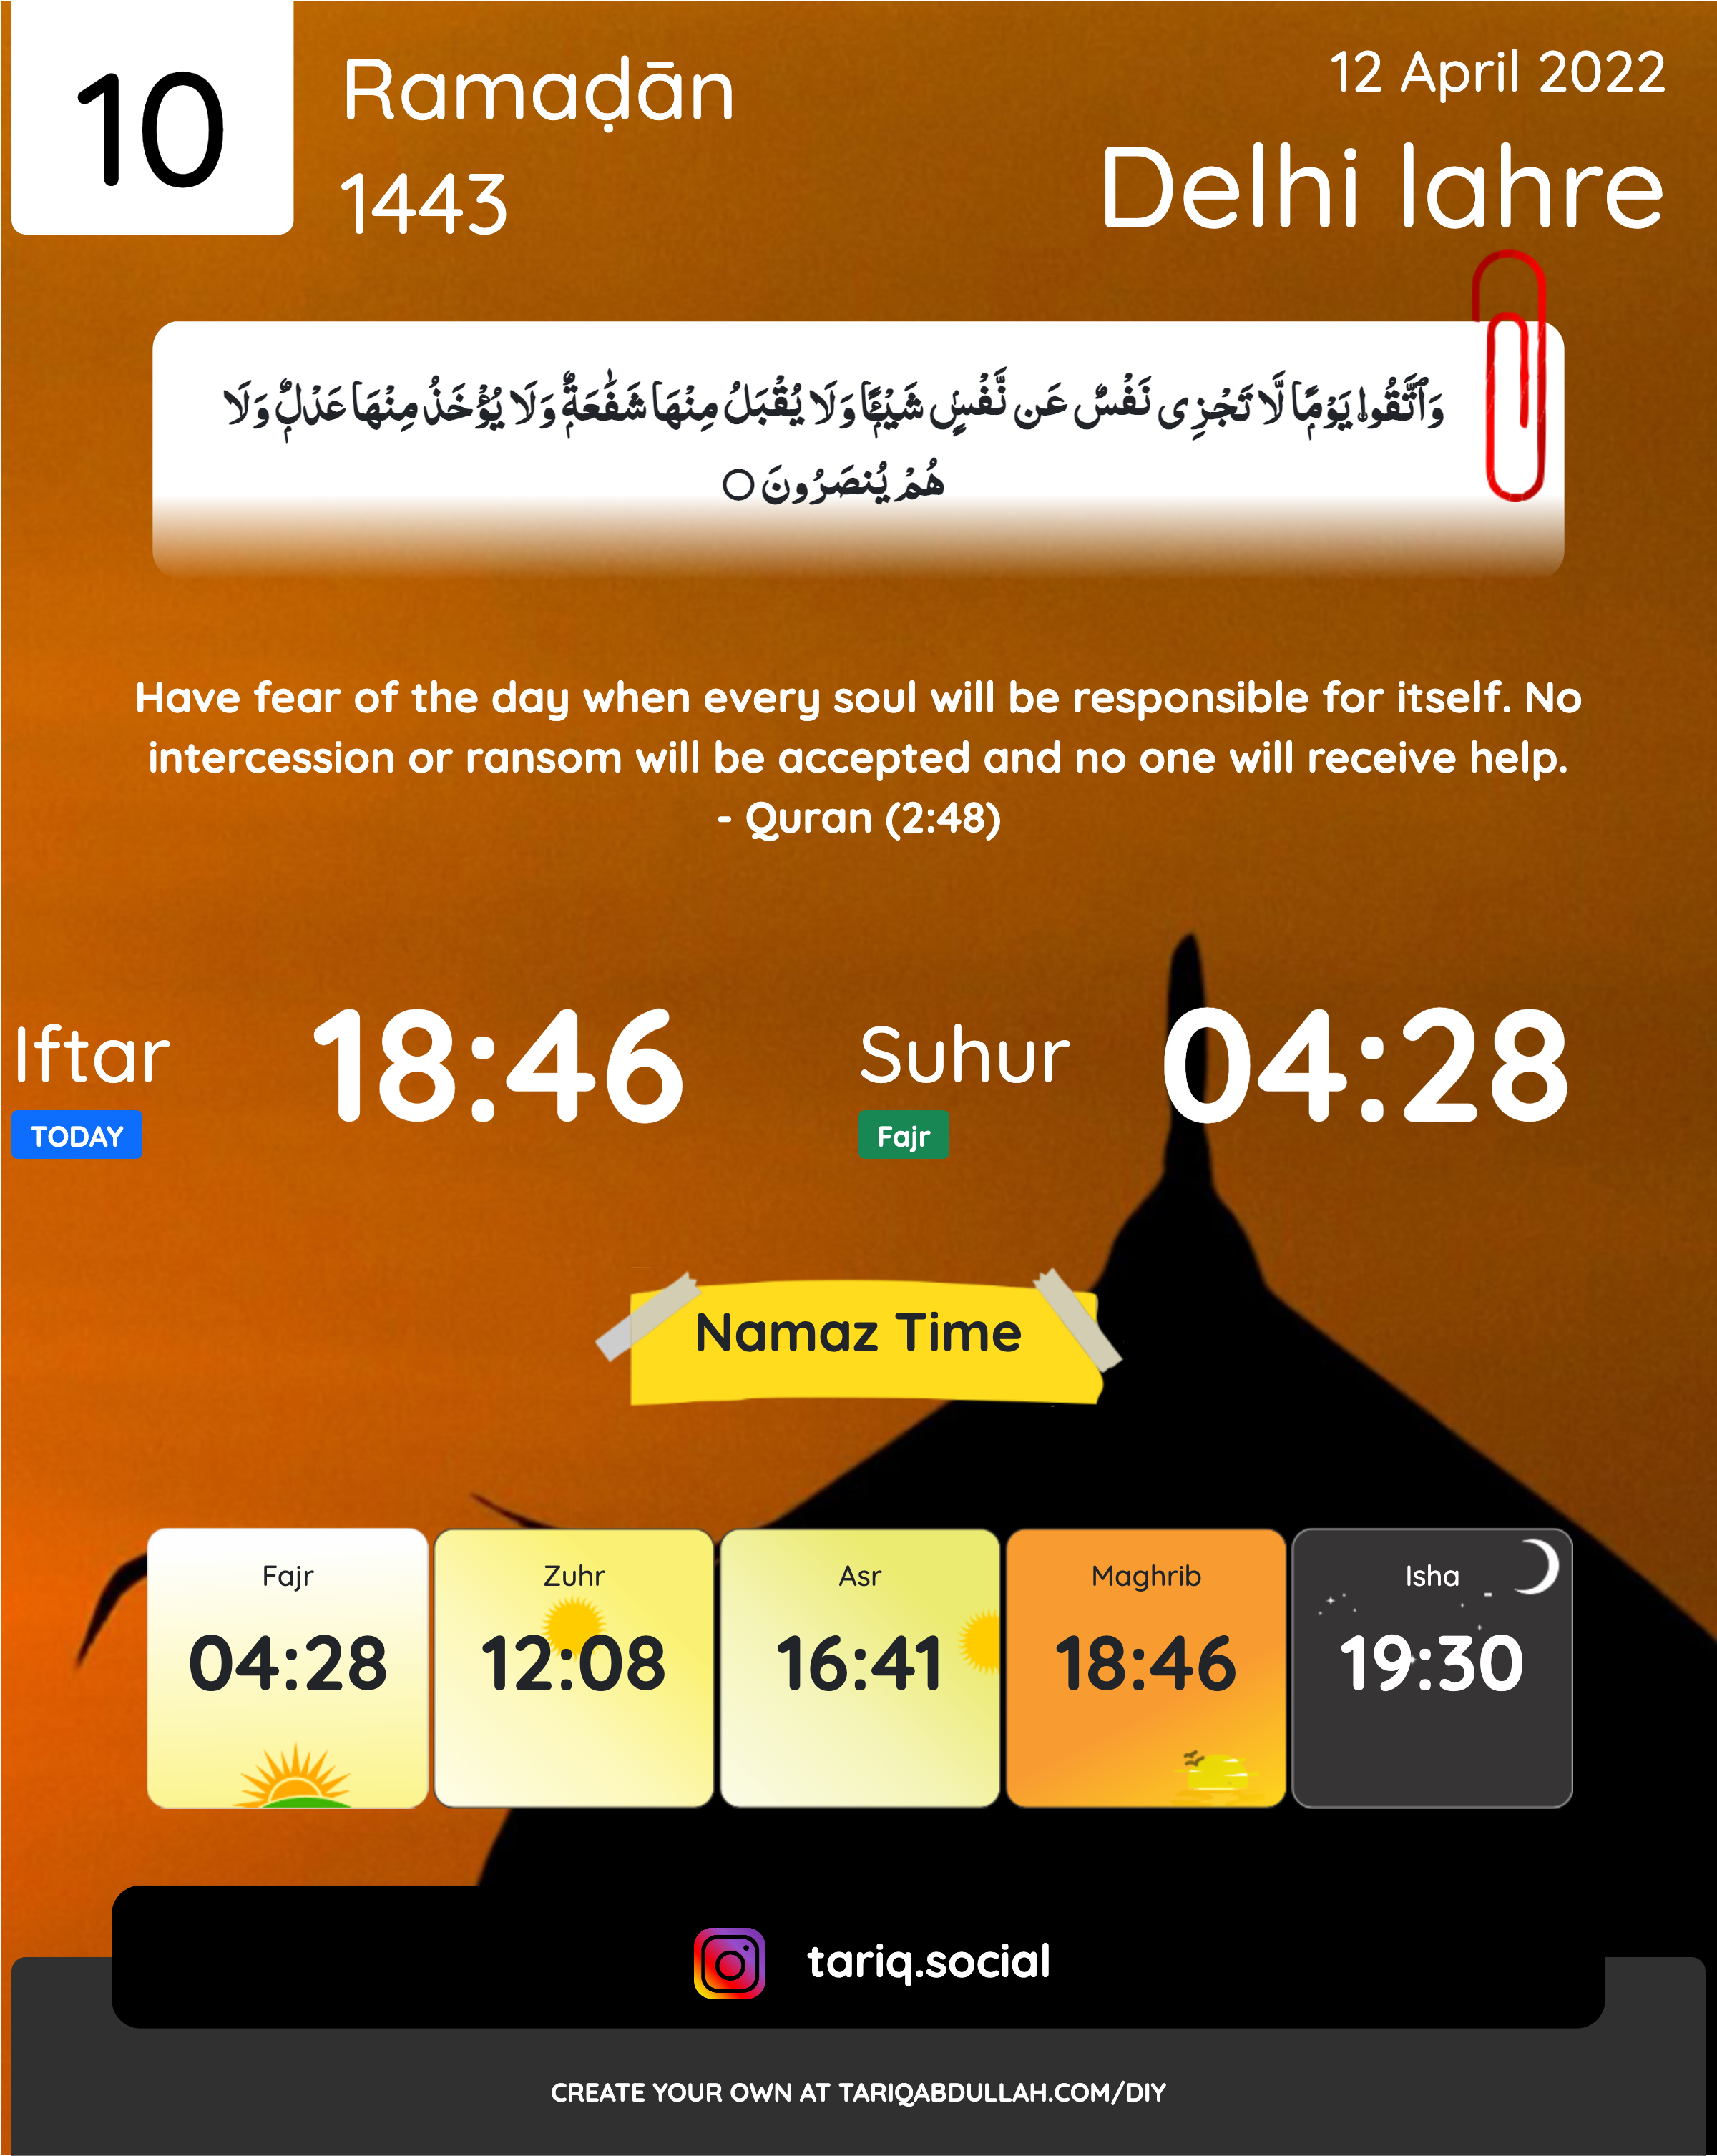 10
Ramaḍān
1443
12 April 2022
Delhi lahre
وَٱتَّقُوا۟ يَوْمًۭا لَّا تَجْزِى نَفْسٌ عَن نَّفْسٍۢ شَيْـًۭٔا وَلَا يُقْبَلُ مِنْهَا شَفَـٰعَةٌۭ وَلَا يُؤْخَذُ مِنْهَا عَدْلٌۭ وَلَا
هُمْ يُنصَرُونَ ○
Have fear of the day when every soul will be responsible for itself. No
intercession or ransom will be accepted and no one will receive help.
- Quran (2:48)
Iftar
TODAY
18:46
Suhur
Fajr
04:28
Namaz Time
Fajr
04:28
Zuhr
12:08
Asr
16:41
Maghrib
18:46
Isha
19:30
tariq.social
CREATE YOUR OWN AT TARIQABDULLAH.COM/DIY